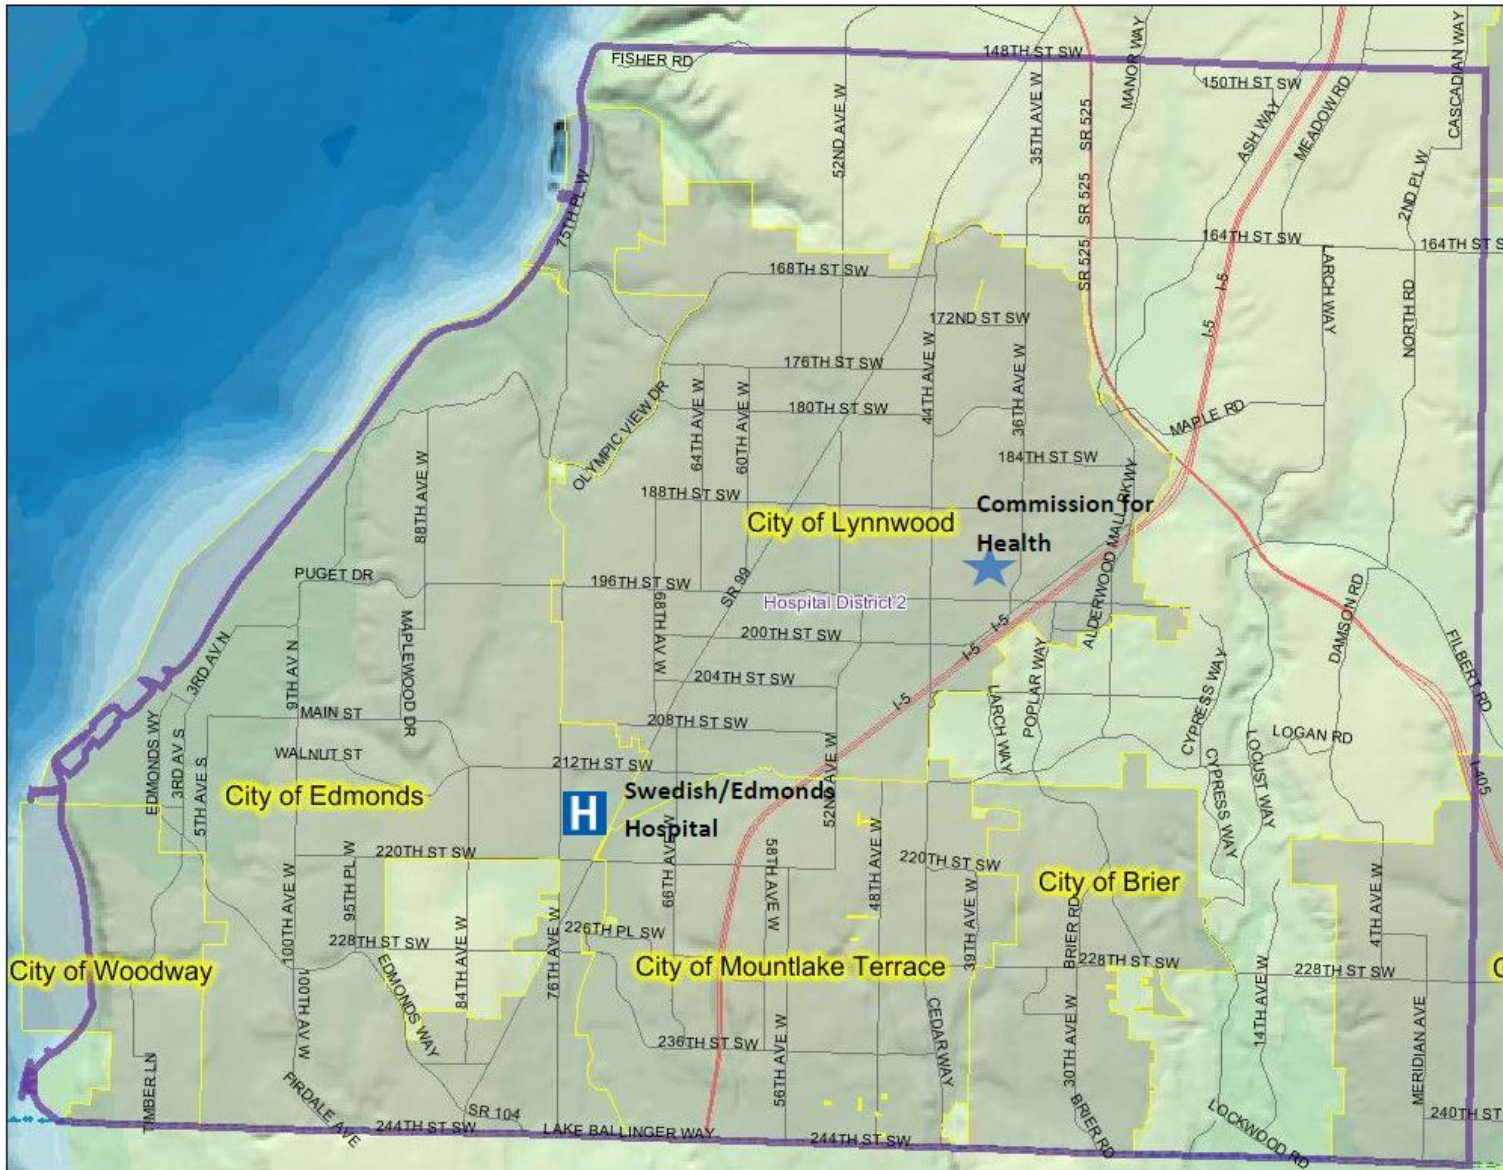 148TH ST SW
FISHER RD
150TH ST SW
MANOR WAY
CASCADIAN WAY
MEADOW RD
ASH WAY
35TH AVE W
52ND AVE W
SR 525
SR 525
SR 525
2ND PL W
75TH PL W
164TH ST SW
164TH ST S
168TH ST SW
LARCH WAY
I-5
I-5
NORTH RD
172ND ST SW
176TH ST SW
44TH AVE W
36TH AVE W
180TH ST SW
MAPLE RD
OLYMPIC VIEW DR
64TH AVE W
60TH AVE W
184TH ST SW
88TH AVE W
188TH ST SW
City of Lynnwood
Commission for
Health
ALDERWOOD MALL PKWY
PUGET DR
196TH ST SW
SR 99
Hospital District 2
68TH AVE W
200TH ST SW
I-5
I-5
I-5
DAMSON RD
FILBERT RD
3RD AV N
9TH AV N
MAPLEWOOD DR
204TH ST SW
LARCH WAY
POPLAR WAY
CYPRESS WAY
MAIN ST
208TH ST SW
LOGAN RD
EDMONDS WY
3RD AV S
5TH AVE S
WALNUT ST
212TH ST SW
52ND AVE W
CYPRESS WAY
LOCUST WAY
I-405
City of Edmonds
H
Swedish/Edmonds
Hospital
220TH ST SW
66TH AVE W
58TH AVE W
48TH AVE W
220TH ST SW
City of Brier
100TH AVE W
95TH PL W
39TH AVE W
BRIER RD
4TH AVE W
228TH ST SW
84TH AVE W
76TH AVE W
226TH PL SW
City of Woodway
City of Mountlake Terrace
228TH ST SW
228TH ST SW
C
100TH AV W
EDMONDS WAY
CEDAR WAY
30TH AVE W
14TH AVE W
MERIDIAN AVE
236TH ST SW
56TH AVE W
TIMBER LN
FIRDALE AVE
SR 104
BRIER RD
LOCKWOOD RD
240TH ST
244TH ST SW
LAKE BALLINGER WAY
244TH ST SW